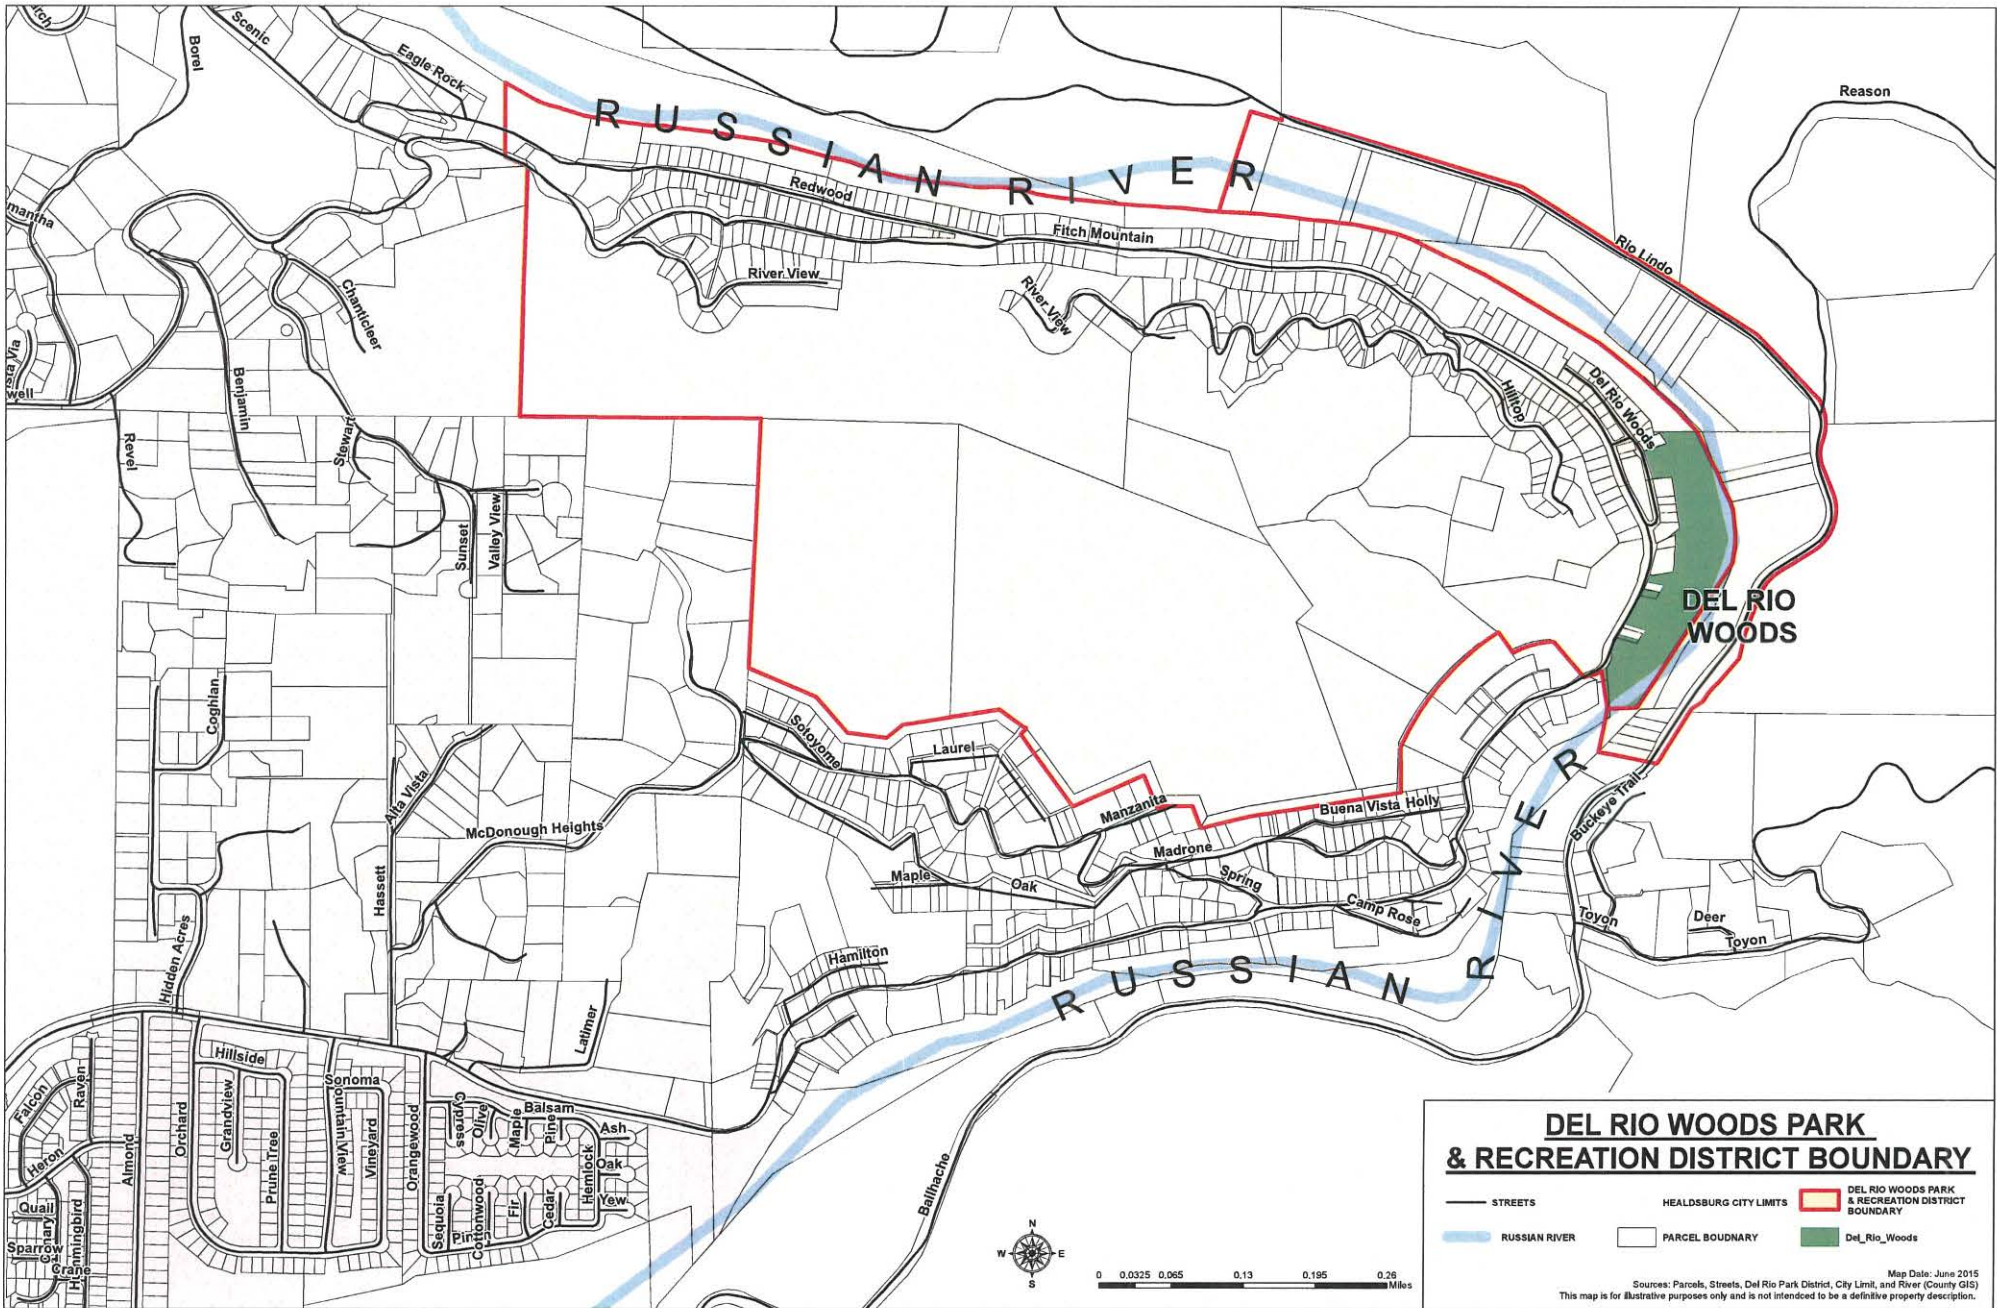 Scenic
Borel
Eagle Rock
Reason
RUSSIAN RIVER
Redwood
Fitch Mountain
River View
River View
Rio Lindo
Chanticleer
Benjamin
Revel
Stewart
Sunset
Valley View
Hilltop
Del Rio Woods
DEL RIO
WOODS
Coghlan
Sotoyome
Laurel
Alta Vista
McDonough Heights
Manzanita
Buena Vista
Holly
Buckeye Trail
Madrone
Maple
Oak
Spring
Camp Rose
Hassett
Hidden Acres
Hamilton
Latimer
Toyon
Deer
Toyon
RUSSIAN RIVER
Hillside
Sonoma
Falcon
Raven
Heron
Almond
Orchard
Grandview
Prune Tree
Mountain View
Vineyard
Orangewood
Cypress
Olive
Maple
Pine
Balsam
Ash
Oak
Hemlock
Yew
Sequoia
Cottonwood
Fir
Cedar
Quail
Sparrow
Crane
Hummingbird
Bailhache
DEL RIO WOODS PARK
& RECREATION DISTRICT BOUNDARY
STREETS
HEALDSBURG CITY LIMITS
DEL RIO WOODS PARK
& RECREATION DISTRICT
BOUNDARY
RUSSIAN RIVER
PARCEL BOUDNARY
Del_Rio_Woods
N
W E
S
0 0.0325 0.065 0.13 0.195 0.26
Miles
Map Date: June 2015
Sources: Parcels, Streets, Del Rio Park District, City Limit, and River (County GIS)
This map is for illustrative purposes only and is not intendced to be a definitive property description.